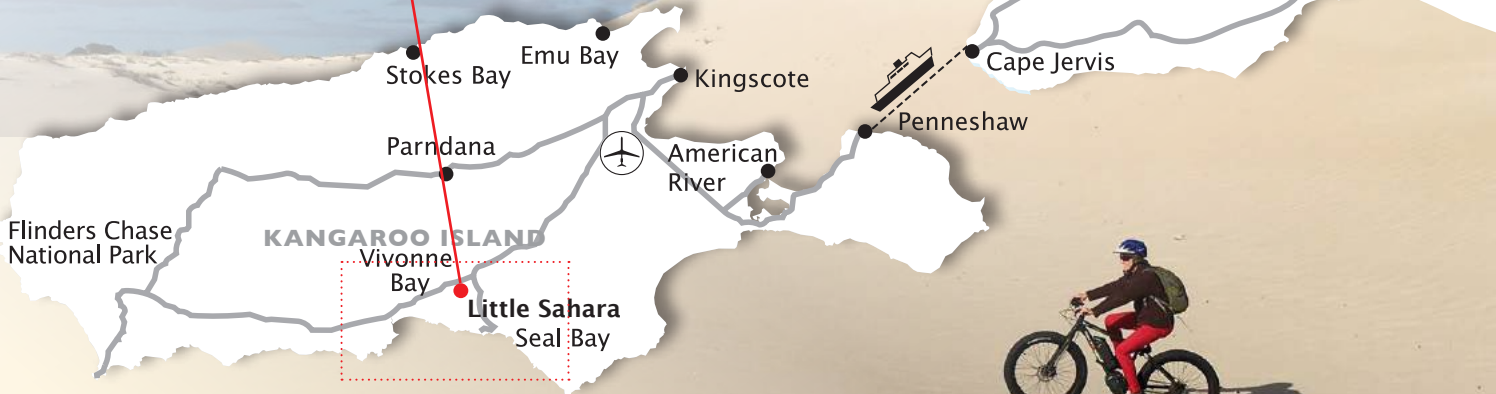 Emu Bay
Stokes Bay
Cape Jervis
Kingscote
Penneshaw
Parndana
American
River
Flinders Chase
National Park
KANGAROO ISLAND
Vivonne
Bay
Little Sahara
Seal Bay